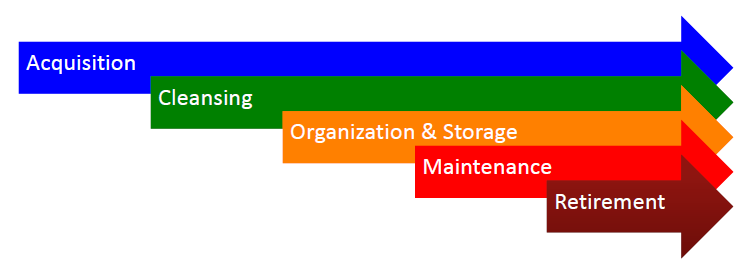 Acquisition
Cleansing
Organization & Storage
Maintenance
Retirement